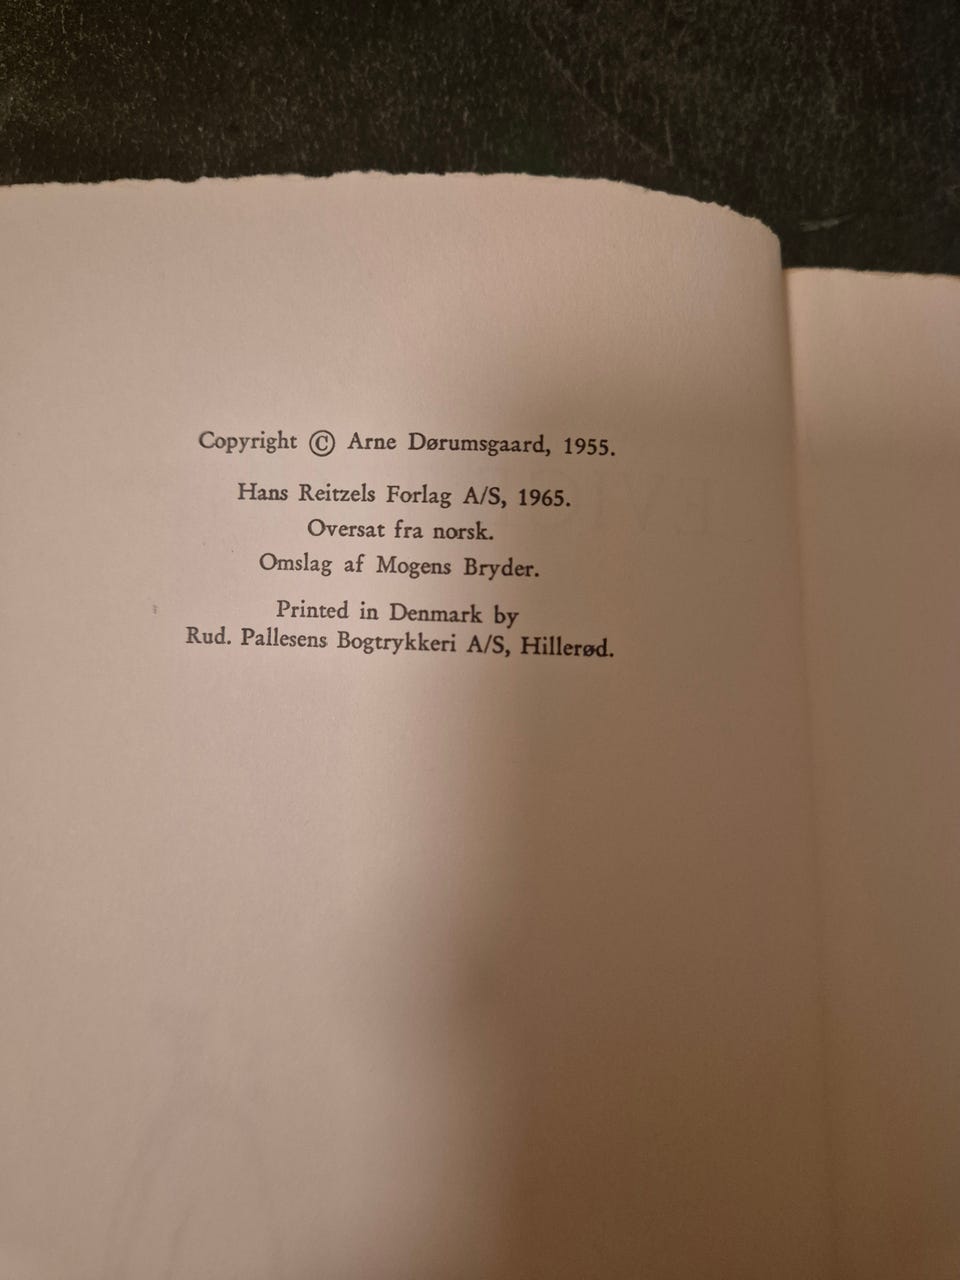 Copyright © Arne Dørumsgaard, 1955.
Hans Reitzels Forlag A/S, 1965.
Oversat fra norsk.
Omslag af Mogens Bryder.
Printed in Denmark by
Rud. Pallesens Bogtrykkeri A/S, Hillerød.